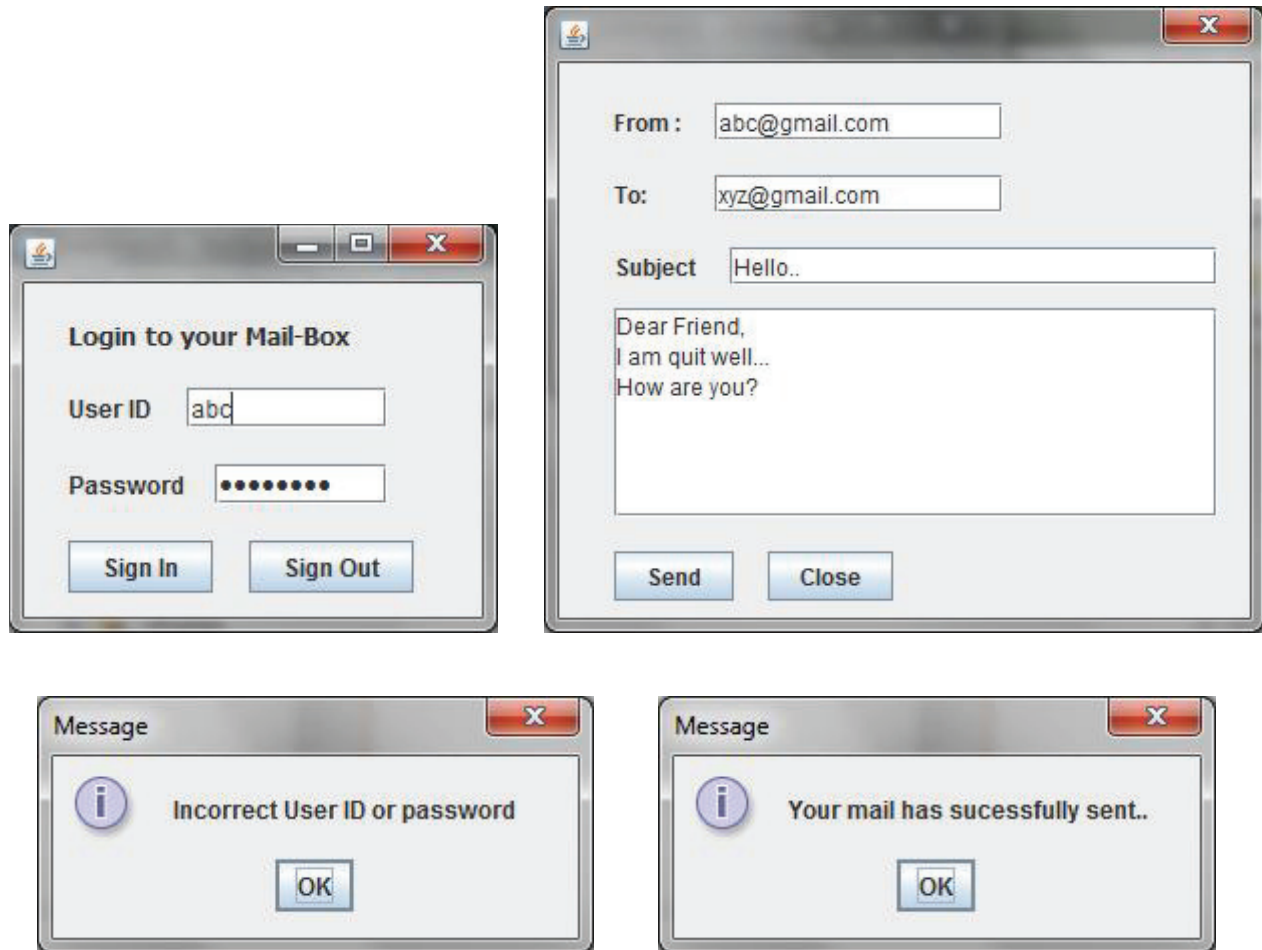 Login to your Mail-Box
User ID abc
Password ••••••••
Sign In Sign Out
From : abc@gmail.com
To: xyz@gmail.com
Subject Hello..
Dear Friend,
I am quit well...
How are you?
Send Close
Message
Incorrect User ID or password
OK
Message
Your mail has sucessfully sent..
OK